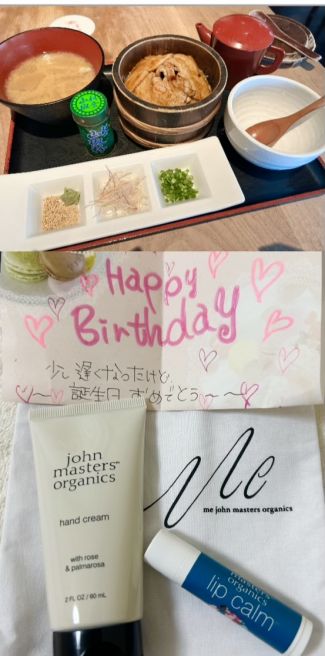 Happy
Birthday
少し遅くなったけど、
誕生日 おめでとう〜〜
john
masters™
organics
hand cream
with rose
& palmarosa
2 FL OZ / 60 mL
Me
me john masters organics
masters
organics
lip calm